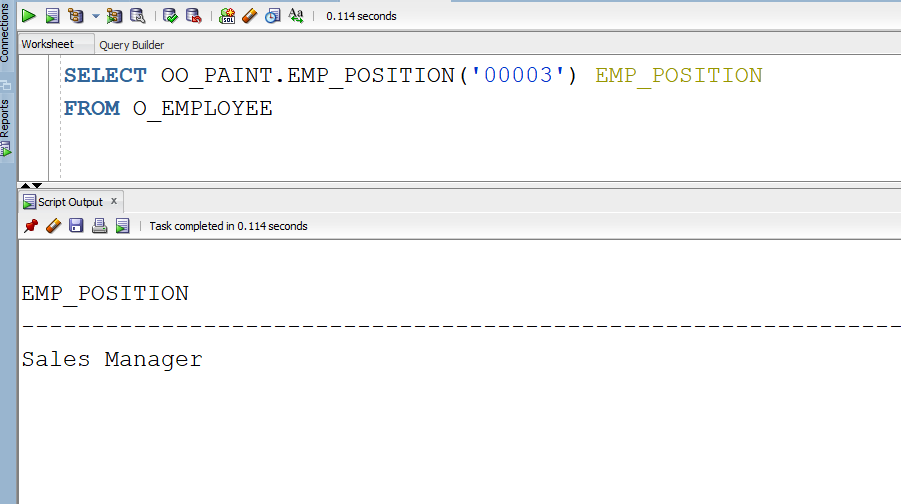 Connections
Reports
0.114 seconds
Worksheet Query Builder
SELECT OO_PAINT.EMP_POSITION('00003') EMP_POSITION
FROM O_EMPLOYEE
Script Output x
Task completed in 0.114 seconds
EMP_POSITION
----------------------------------------------------------------
Sales Manager